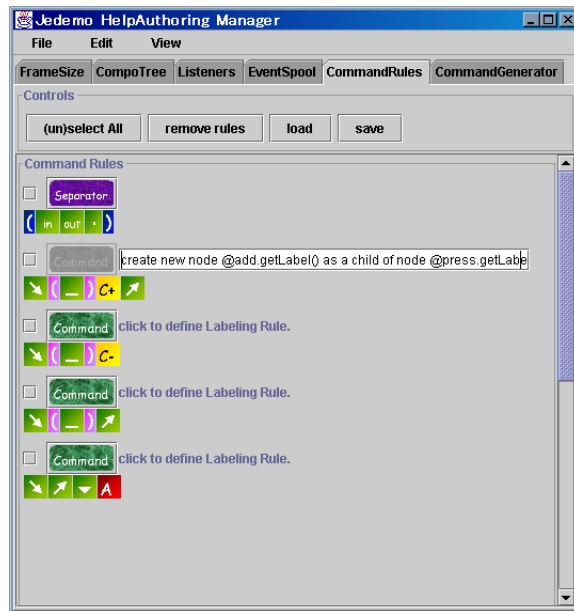 Jedemo HelpAuthoring Manager
File Edit View
FrameSize CompoTree Listeners EventSpool CommandRules CommandGenerator
Controls
(un)select All remove rules load save
Command Rules
Separator
( in out • )
Command create new node @add.getLabel() as a child of node @press.getLabe
( _ ) C+
Command click to define Labeling Rule.
( _ ) C-
Command click to define Labeling Rule.
( _ )
Command click to define Labeling Rule.
A